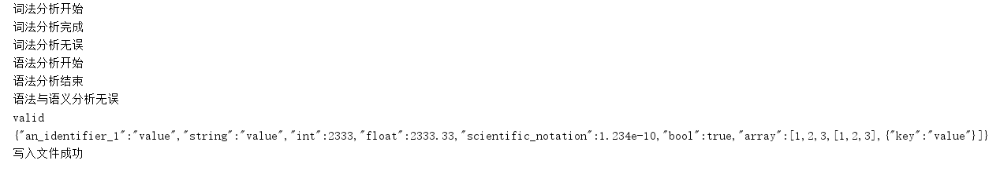 词法分析开始
词法分析完成
词法分析无误
语法分析开始
语法分析结束
语法与语义分析无误
valid
{"an_identifier_1":"value","string":"value","int":2333,"float":2333.33,"scientific_notation":1.234e-10,"bool":true,"array":[1,2,3,[1,2,3],{"key":"value"}]}
写入文件成功